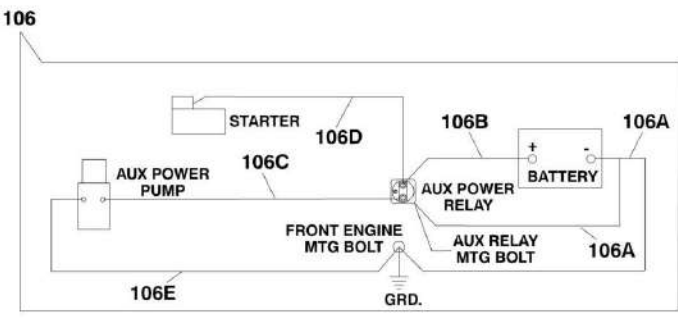 106
STARTER
106D
106B
106A
+
-
BATTERY
106C
AUX POWER
PUMP
AUX POWER
RELAY
FRONT ENGINE
MTG BOLT
AUX RELAY
MTG BOLT
106A
106E
GRD.